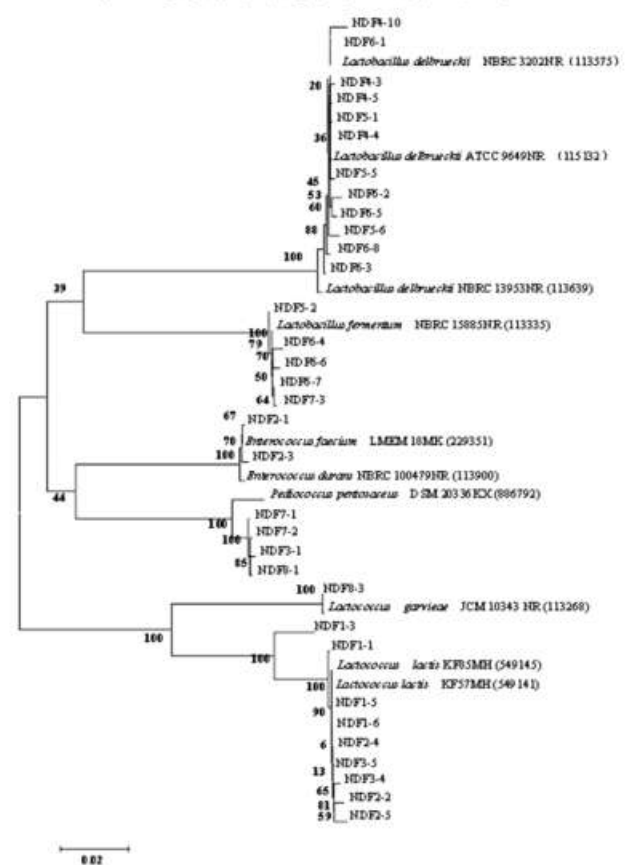 NDF4-10
NDF6-1
Lactobacillus delbrueckii NBRC 3202NR (113575)
20
NDF4-3
NDF4-5
NDF5-1
36
NDF4-4
Lactobacillus delbrueckii ATCC 9649NR (115132)
NDF5-5
45
53
NDF6-2
60
NDF6-5
88
NDF5-6
NDF6-8
100
NDF6-3
39
Lactobacillus delbrueckii NBRC 13953NR (113639)
NDF5-2
Lactobacillus fermentum NBRC 15885NR (113335)
100
79
NDF6-4
70
NDF6-6
50
NDF6-7
64
NDF7-3
67
NDF2-1
70
Enterococcus faecium LMEM 18MK (229351)
100
NDF2-3
Enterococcus durans NBRC 100479NR (113900)
44
Pediococcus pentosaceus DSM 20336KX (886792)
NDF7-1
100
NDF7-2
100
NDF3-1
85
NDF8-1
100
NDF8-3
Lactococcus garvieae JCM 10343 NR (113268)
NDF1-3
100
NDF1-1
100
Lactococcus lactis KF85MH (549145)
100
Lactococcus lactis KF57MH (549141)
NDF1-5
90
NDF1-6
6
NDF2-4
NDF3-5
13
NDF3-4
65
NDF2-2
81
59
NDF2-5
0.02